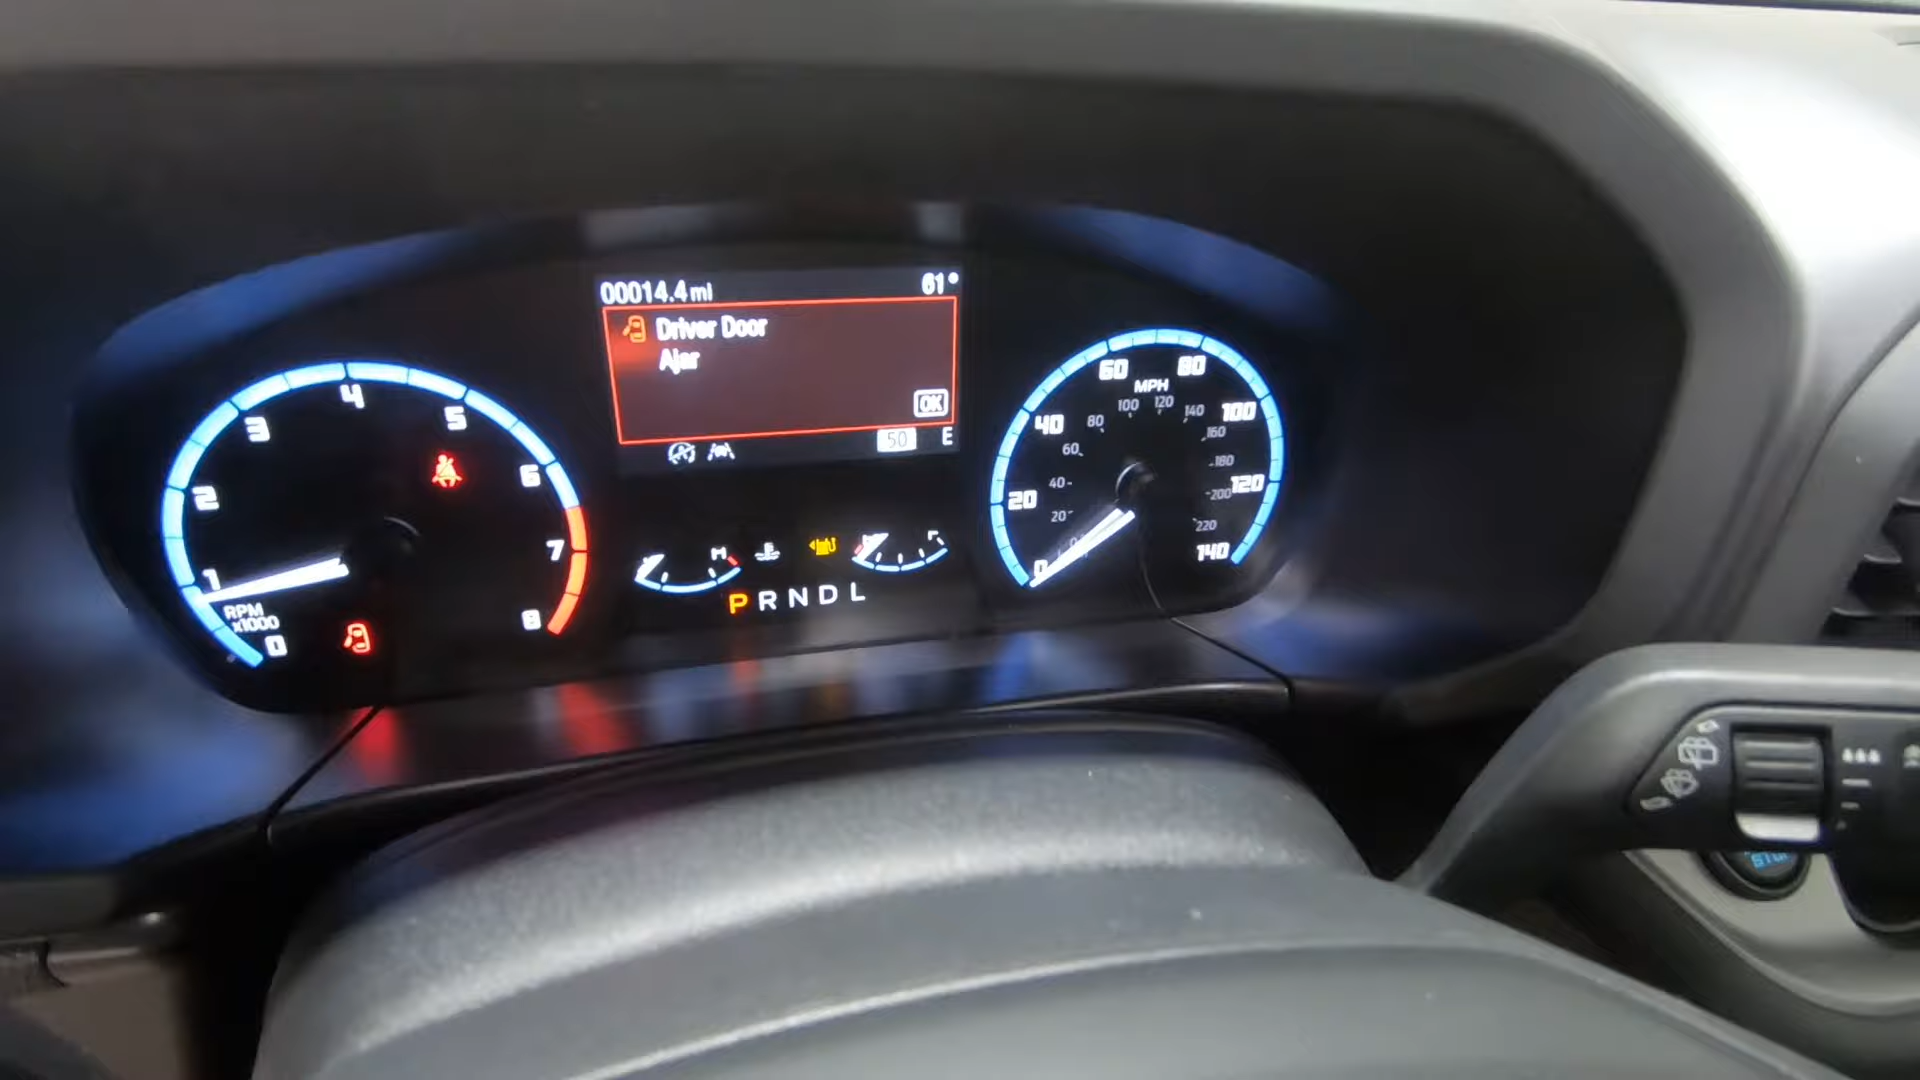 00014.4 mi
61°
Driver Door
Ajar
OK
50 E
0 1 2 3 4 5 6 7 8
RPM
x1000
H
F
P R N D L
0 20 40 60 80 100 120 140
MPH
20 40 60 80 100 120 140 160 180 200 220